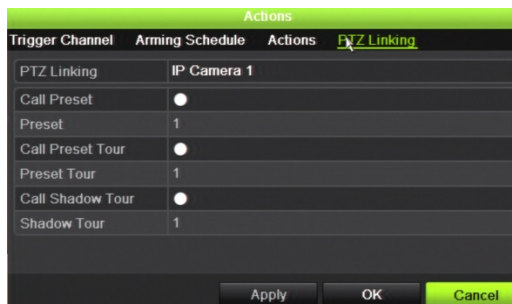 Actions
Trigger Channel Arming Schedule Actions PTZ Linking
PTZ Linking IP Camera 1
Call Preset
Preset 1
Call Preset Tour
Preset Tour 1
Call Shadow Tour
Shadow Tour 1
Apply OK Cancel